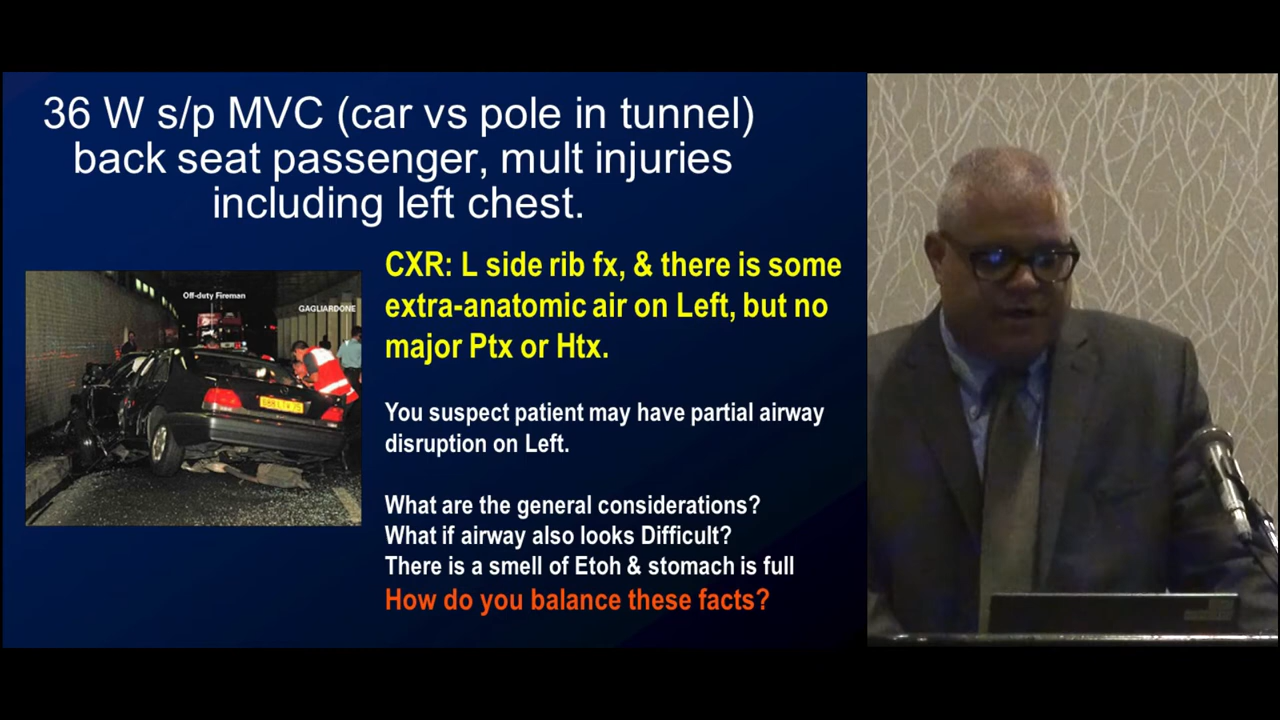 36 W s/p MVC (car vs pole in tunnel)
back seat passenger, mult injuries
including left chest.
CXR: L side rib fx, & there is some
extra-anatomic air on Left, but no
major Ptx or Htx.
Off-duty Fireman
GAGLIARDONE
You suspect patient may have partial airway
disruption on Left.
What are the general considerations?
What if airway also looks Difficult?
There is a smell of Etoh & stomach is full
How do you balance these facts?